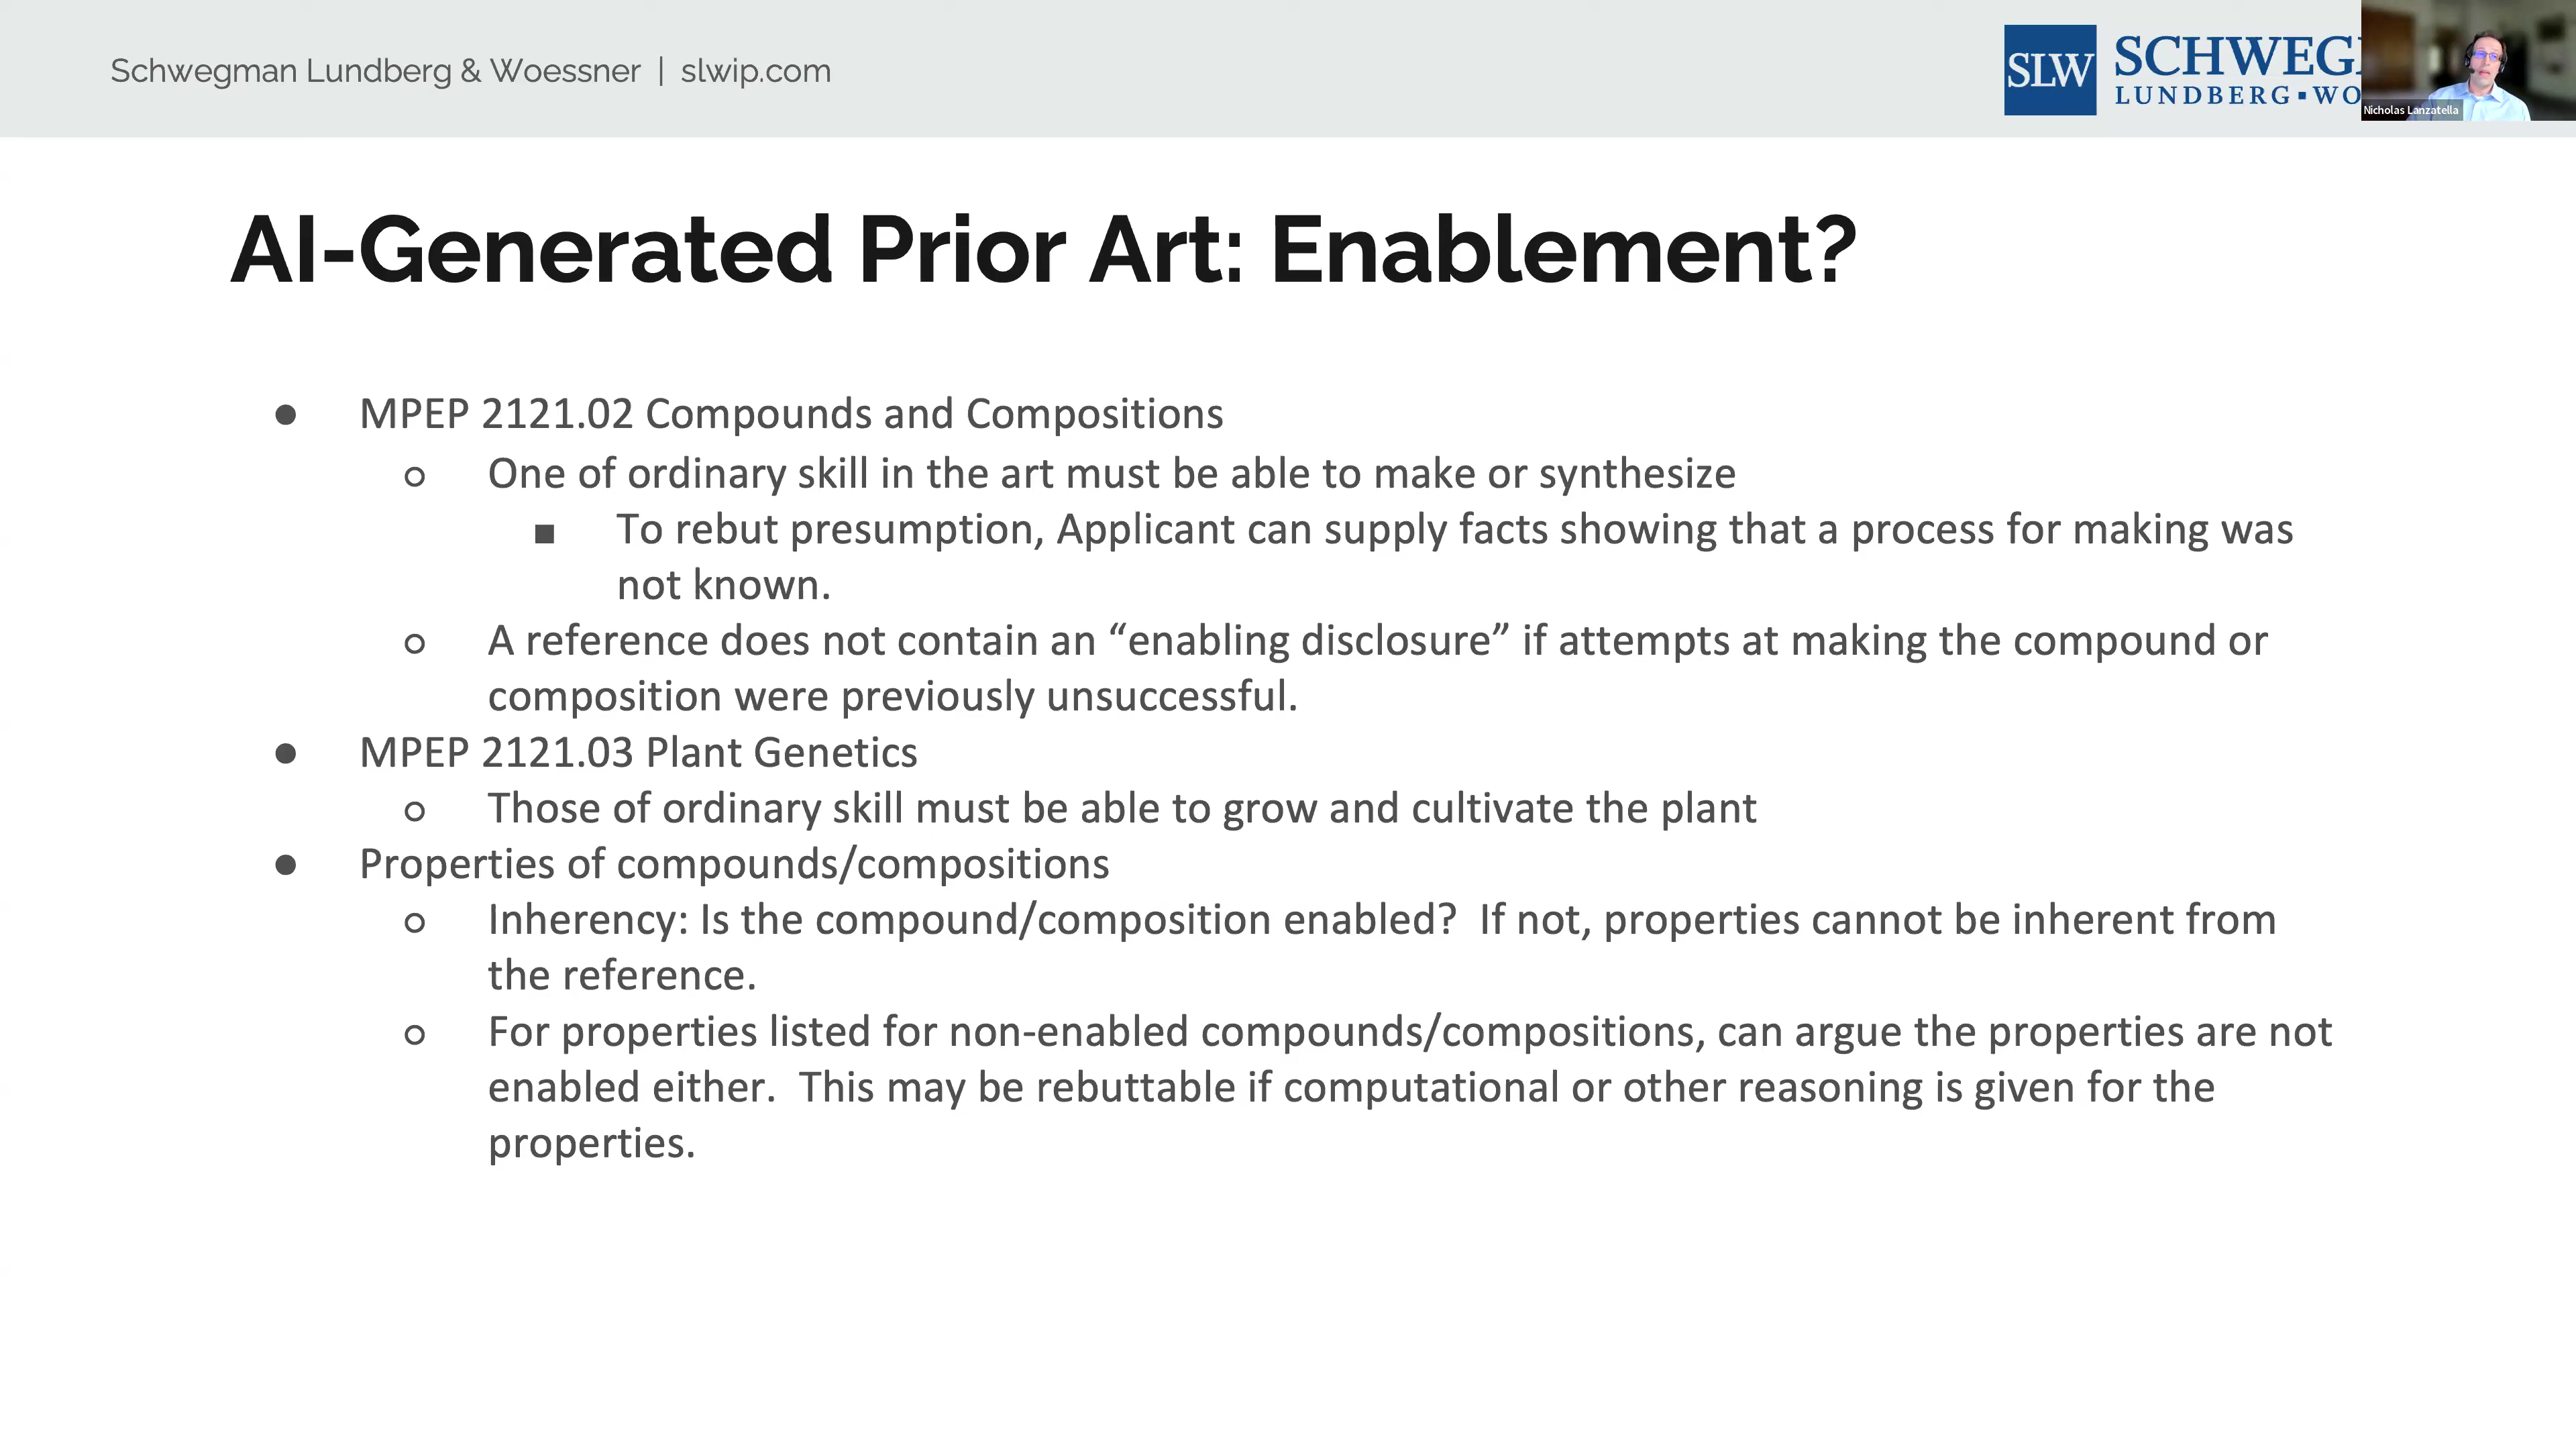 Schwegman Lundberg & Woessner | slwip.com
SLW
SCHWEG
LUNDBERG▪WO
Nicholas Lanzatella
AI-Generated Prior Art: Enablement?
● MPEP 2121.02 Compounds and Compositions
○ One of ordinary skill in the art must be able to make or synthesize
■ To rebut presumption, Applicant can supply facts showing that a process for making was
not known.
○ A reference does not contain an “enabling disclosure” if attempts at making the compound or
composition were previously unsuccessful.
● MPEP 2121.03 Plant Genetics
○ Those of ordinary skill must be able to grow and cultivate the plant
● Properties of compounds/compositions
○ Inherency: Is the compound/composition enabled?  If not, properties cannot be inherent from
the reference.
○ For properties listed for non-enabled compounds/compositions, can argue the properties are not
enabled either.  This may be rebuttable if computational or other reasoning is given for the
properties.